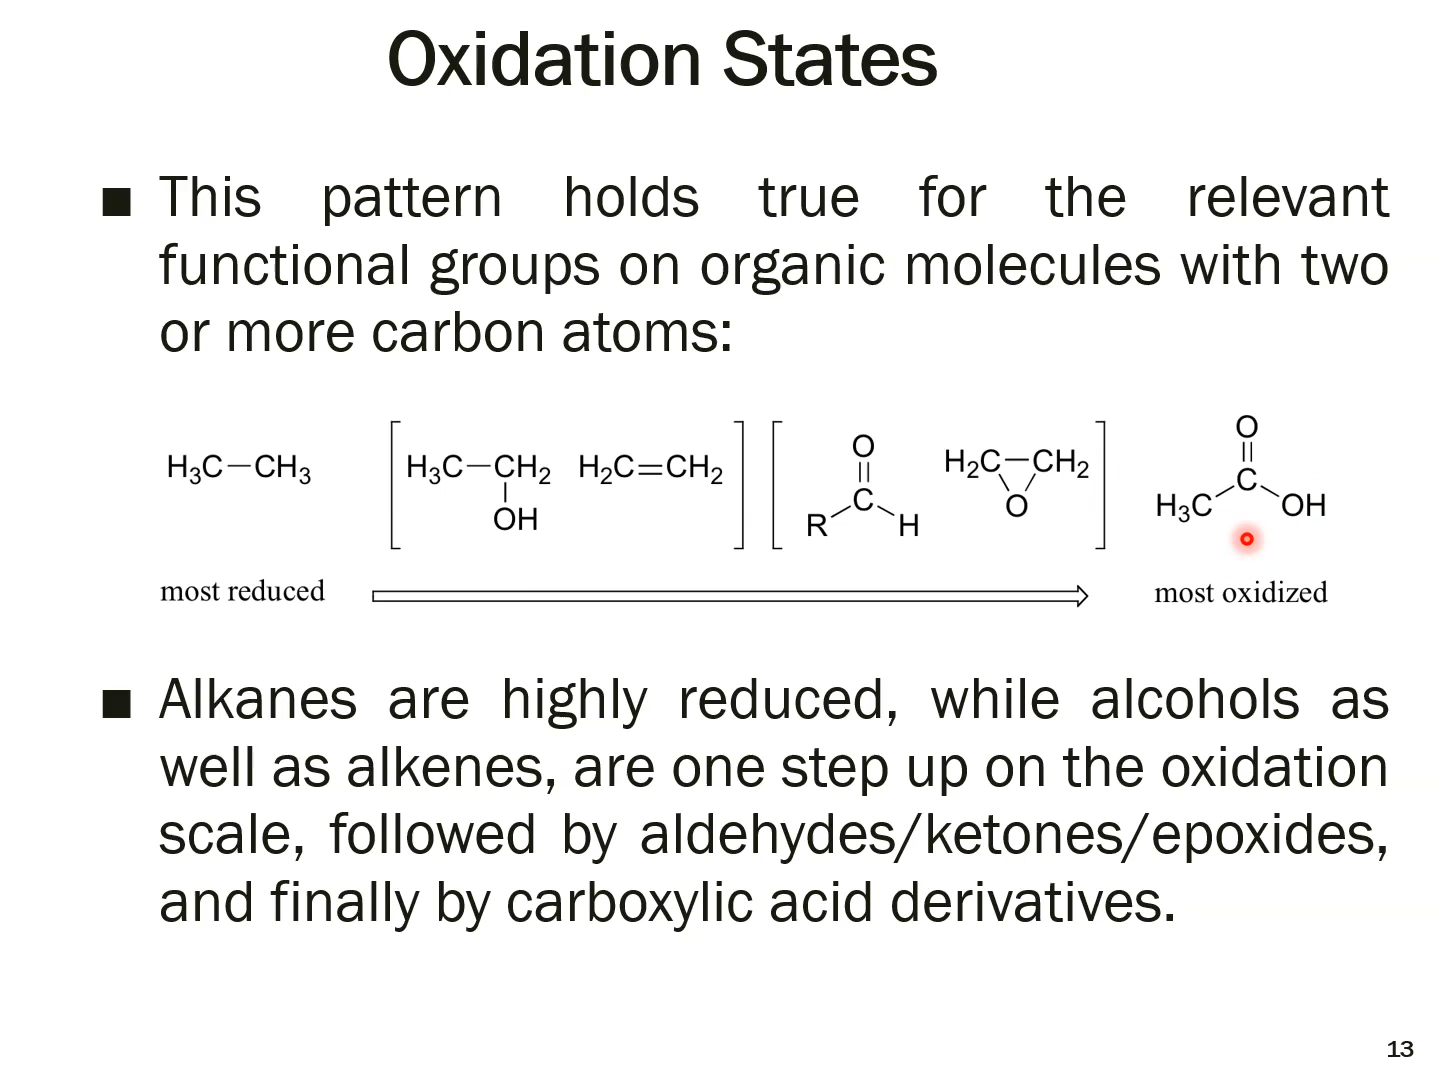 Oxidation States
■ This pattern holds true for the relevant
functional groups on organic molecules with two
or more carbon atoms:
H₃C—CH₃
H₃C—CH₂
OH
H₂C=CH₂
O
C
R H
H₂C—CH₂
O
O
C
H₃C OH
most reduced
most oxidized
■ Alkanes are highly reduced, while alcohols as
well as alkenes, are one step up on the oxidation
scale, followed by aldehydes/ketones/epoxides,
and finally by carboxylic acid derivatives.
13